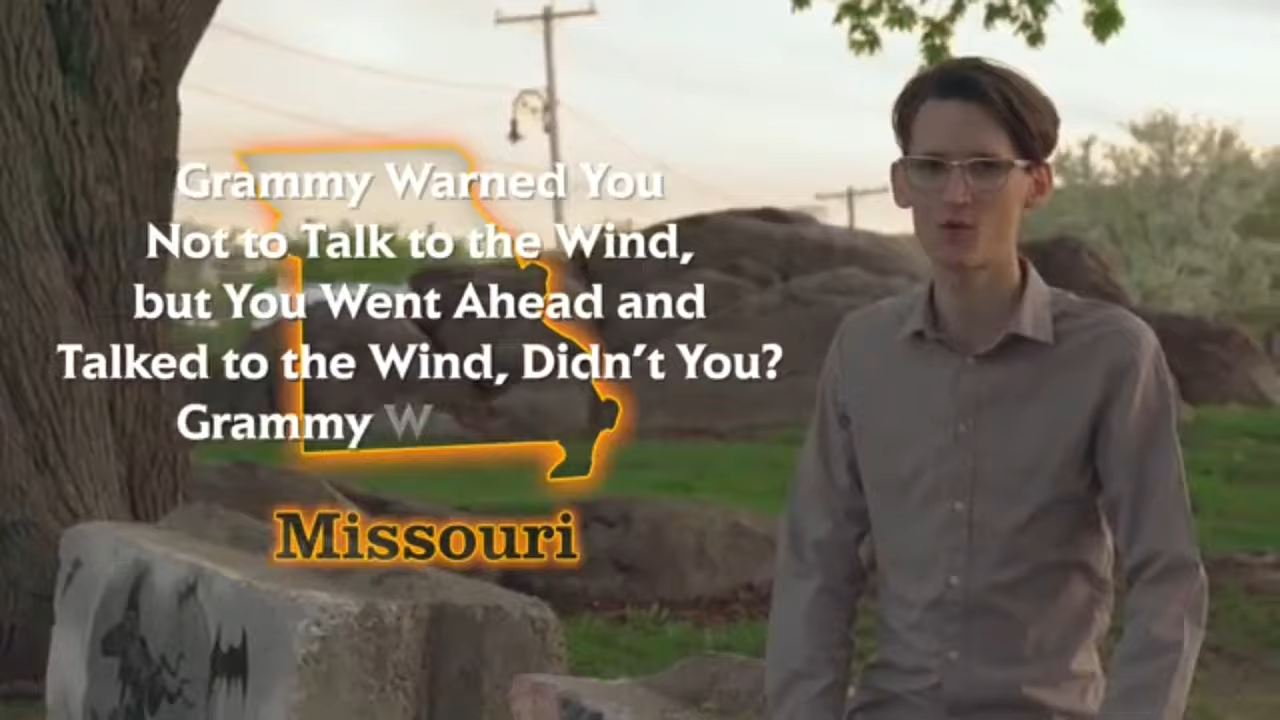 Grammy Warned You
Not to Talk to the Wind,
but You Went Ahead and
Talked to the Wind, Didn’t You?
Grammy W
Missouri